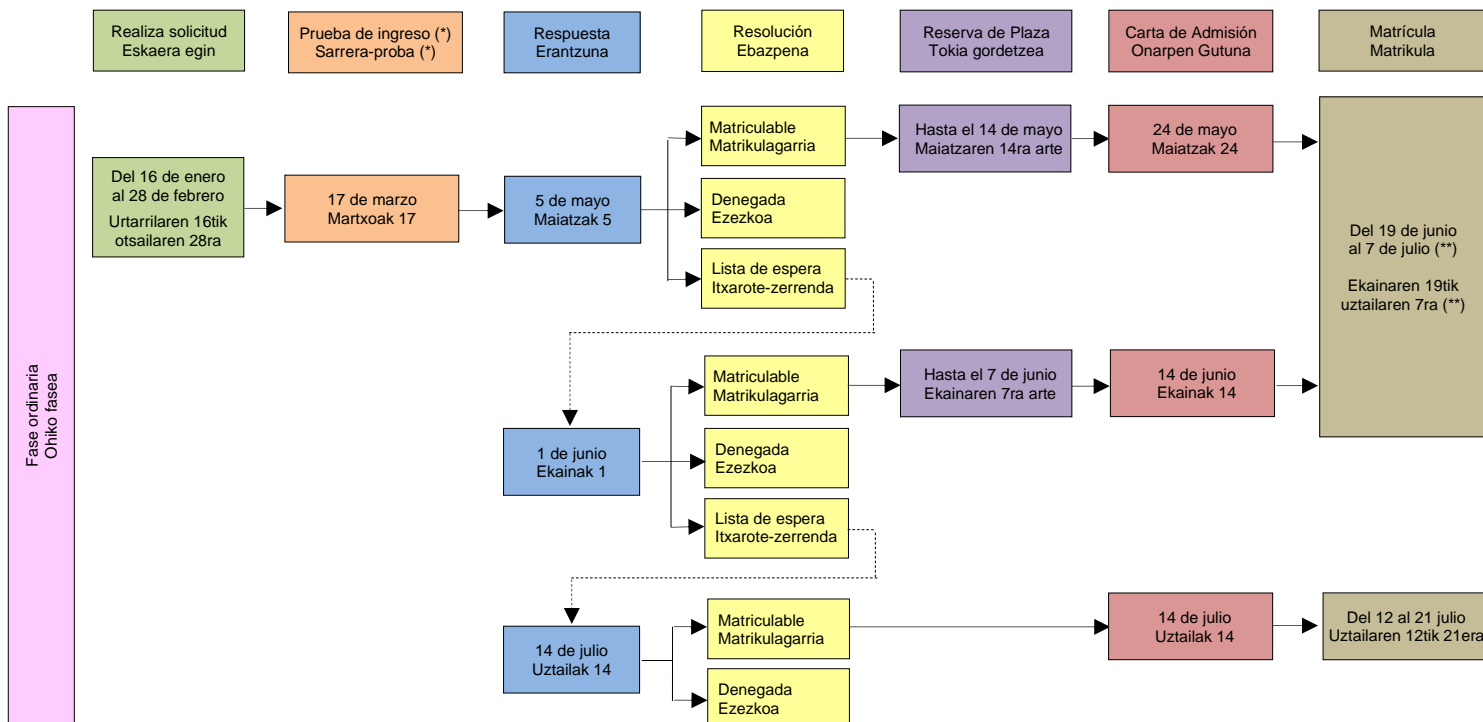 Realiza solicitud
Eskaera egin
Prueba de ingreso (*)
Sarrera-proba (*)
Respuesta
Erantzuna
Resolución
Ebazpena
Reserva de Plaza
Tokia gordetzea
Carta de Admisión
Onarpen Gutuna
Matrícula
Matrikula
Fase ordinaria
Ohiko fasea
Del 16 de enero
al 28 de febrero
Urtarrilaren 16tik
otsailaren 28ra
17 de marzo
Martxoak 17
5 de mayo
Maiatzak 5
Matriculable
Matrikulagarria
Hasta el 14 de mayo
Maiatzaren 14ra arte
24 de mayo
Maiatzak 24
Denegada
Ezezkoa
Lista de espera
Itxarote-zerrenda
Del 19 de junio
al 7 de julio (**)
Ekainaren 19tik
uztailaren 7ra (**)
1 de junio
Ekainak 1
Matriculable
Matrikulagarria
Hasta el 7 de junio
Ekainaren 7ra arte
14 de junio
Ekainak 14
Denegada
Ezezkoa
Lista de espera
Itxarote-zerrenda
14 de julio
Uztailak 14
Matriculable
Matrikulagarria
14 de julio
Uztailak 14
Del 12 al 21 julio
Uztailaren 12tik 21era
Denegada
Ezezkoa